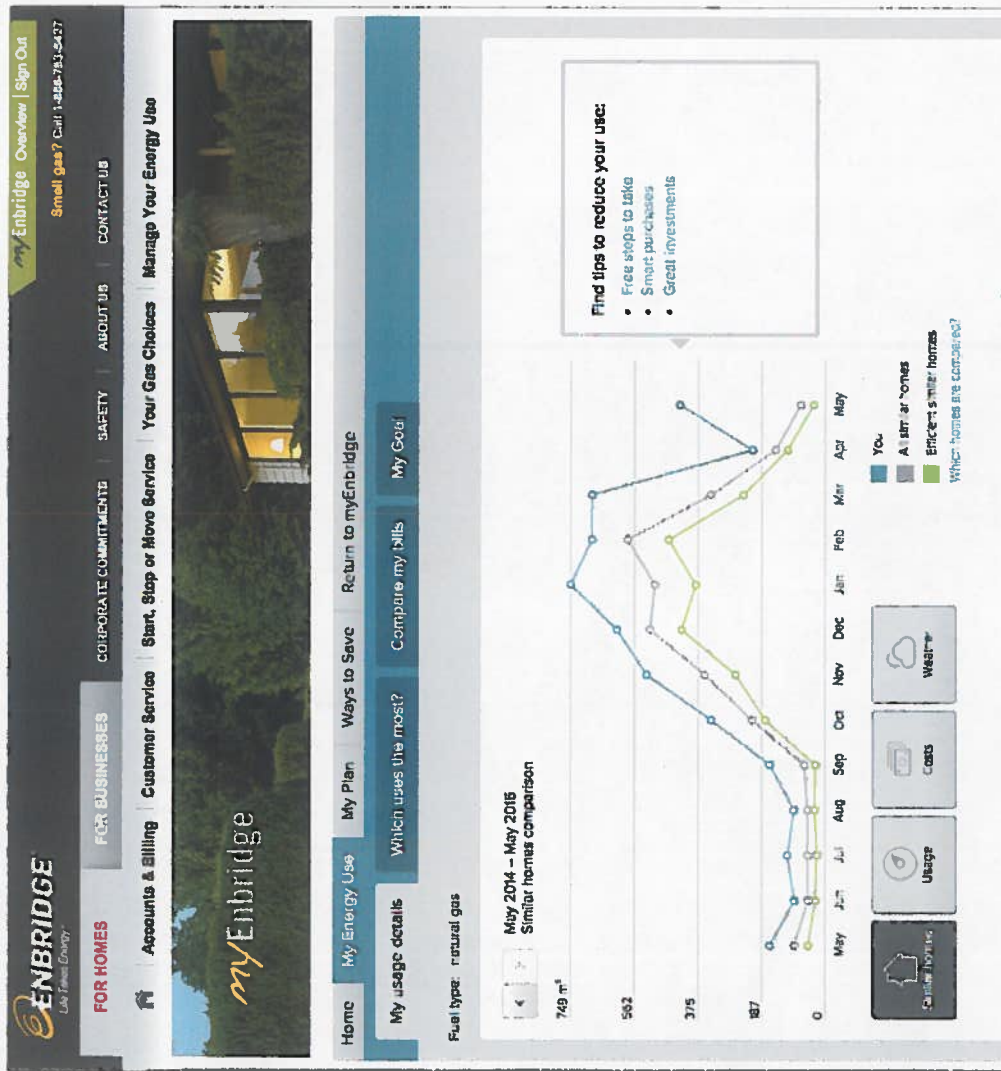 myEnbridge Overview | Sign Out
ENBRIDGE
Life Takes Energy
Smell gas? Call 1-866-763-5427
FOR HOMES
FOR BUSINESSES
CORPORATE COMMITMENTS | SAFETY | ABOUT US | CONTACT US
Accounts & Billing | Customer Service | Start, Stop or Move Service | Your Gas Choices | Manage Your Energy Use
myEnbridge
Home My Energy Use My Plan Ways to Save Return to myEnbridge
My usage details Which uses the most? Compare my bills My Goal
Fuel type: natural gas
May 2014 – May 2015
Similar homes comparison
749 m³
562
375
187
0
May Jun Jul Aug Sep Oct Nov Dec Jan Feb Mar Apr May
Find tips to reduce your use:
• Free steps to take
• Smart purchases
• Great investments
Similar homes
Usage
Costs
Weather
You
All similar homes
Efficient similar homes
Which homes are compared?